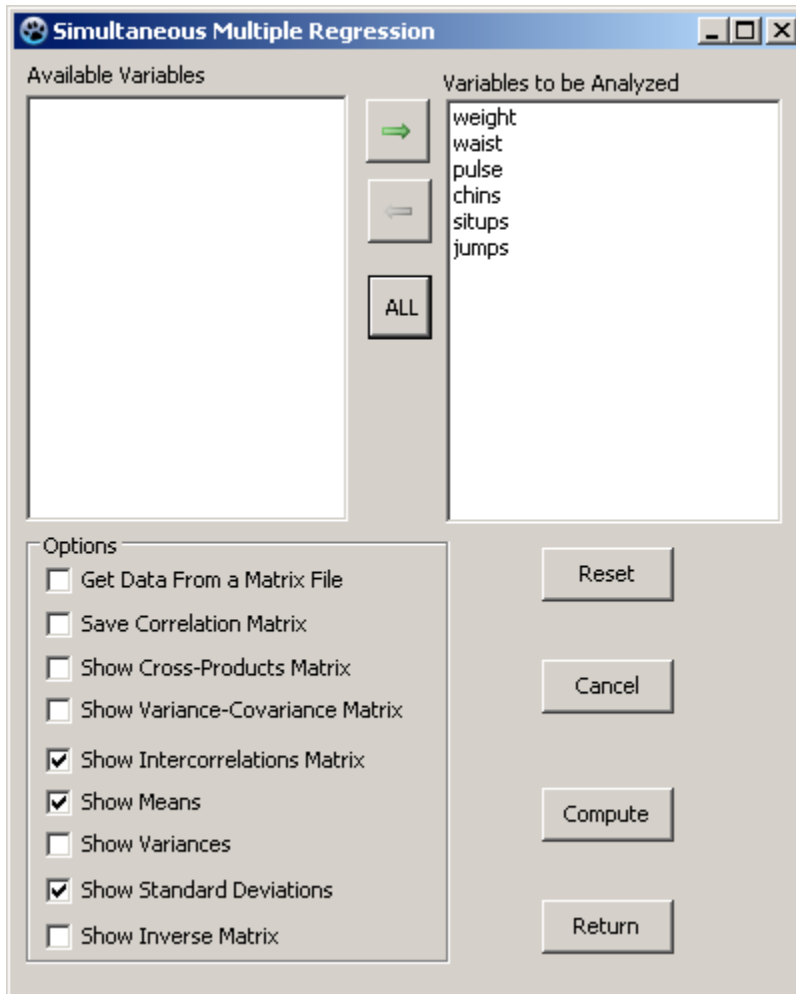 Simultaneous Multiple Regression
Available Variables
Variables to be Analyzed
weight
waist
pulse
chins
situps
jumps
ALL
Options
Get Data From a Matrix File
Save Correlation Matrix
Show Cross-Products Matrix
Show Variance-Covariance Matrix
Show Intercorrelations Matrix
Show Means
Show Variances
Show Standard Deviations
Show Inverse Matrix
Reset
Cancel
Compute
Return